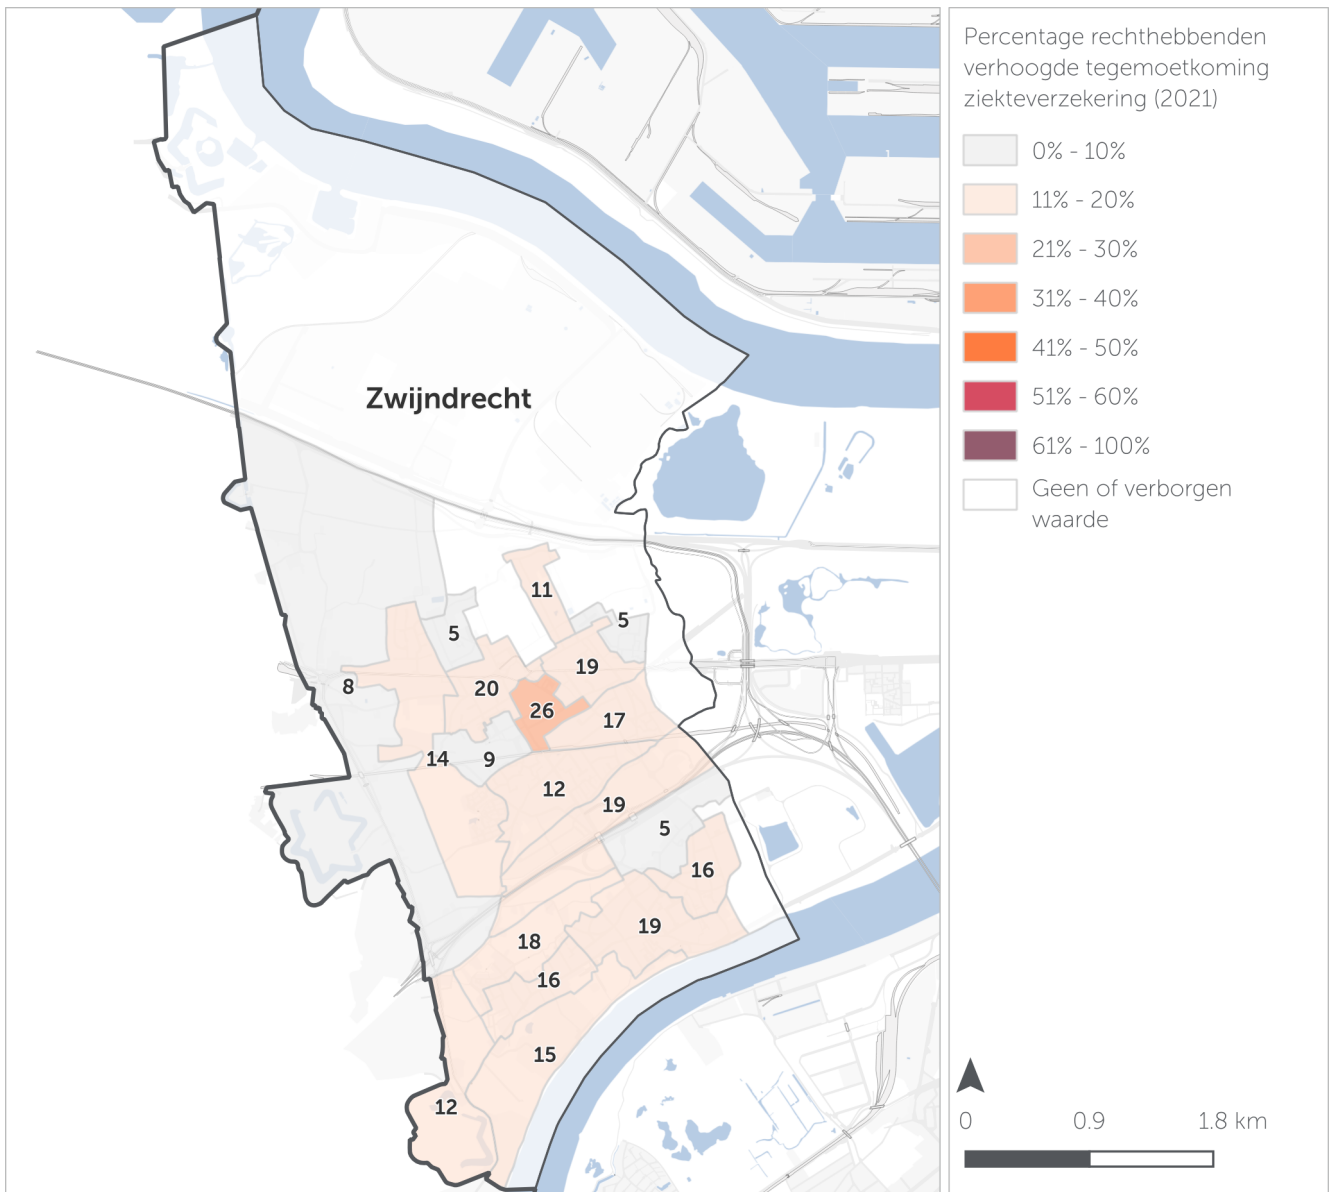 Percentage rechthebbenden
verhoogde tegemoetkoming
ziekteverzekering (2021)
0% - 10%
11% - 20%
21% - 30%
31% - 40%
41% - 50%
51% - 60%
61% - 100%
Geen of verborgen
waarde
Zwijndrecht
11
5
5
19
8
20
26
17
14
9
12
19
5
16
19
18
16
15
12
0 0.9 1.8 km